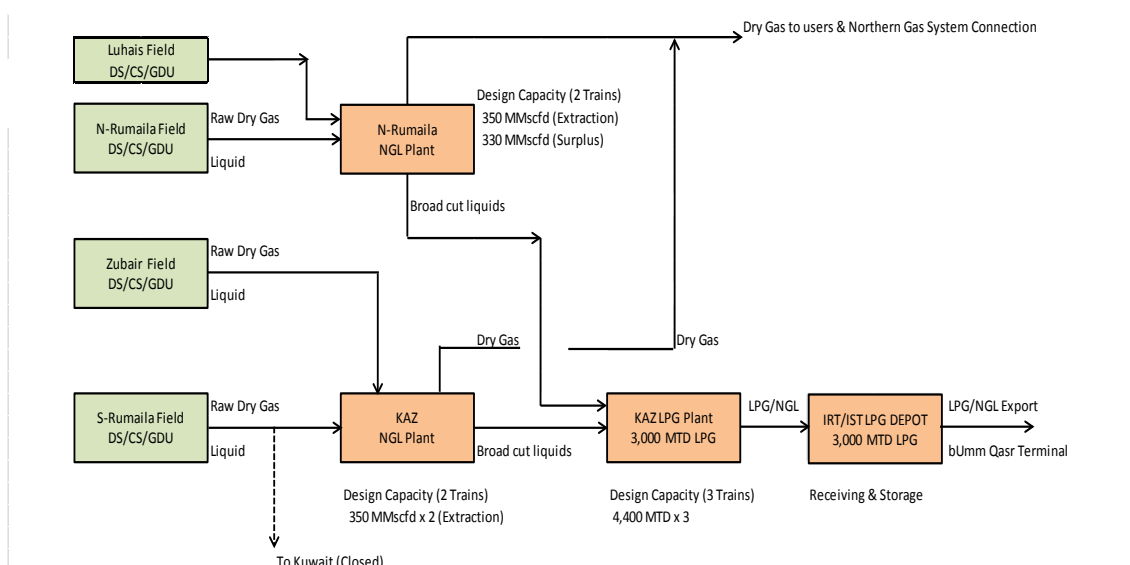 Dry Gas to users & Northern Gas System Connection
Luhais Field
DS/CS/GDU
Design Capacity (2 Trains)
350 MMscfd (Extraction)
330 MMscfd (Surplus)
Raw Dry Gas
N-Rumaila Field
DS/CS/GDU
Liquid
N-Rumaila
NGL Plant
Broad cut liquids
Raw Dry Gas
Zubair Field
DS/CS/GDU
Liquid
Dry Gas
Dry Gas
Raw Dry Gas
S-Rumaila Field
DS/CS/GDU
Liquid
KAZ
NGL Plant
Broad cut liquids
KAZ LPG Plant
3,000 MTD LPG
LPG/NGL
IRT/IST LPG DEPOT
3,000 MTD LPG
LPG/NGL Export
bUmm Qasr Terminal
Design Capacity (2 Trains)
350 MMscfd x 2 (Extraction)
Design Capacity (3 Trains)
4,400 MTD x 3
Receiving & Storage
To Kuwait (Closed)